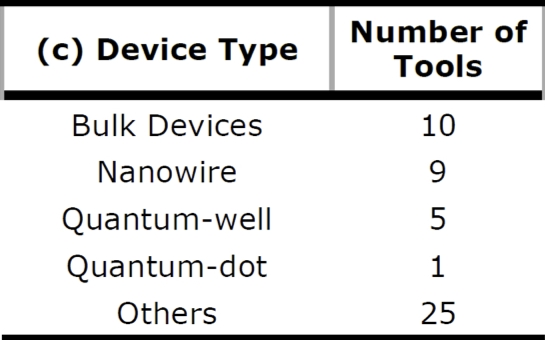 (c) Device Type Number of Tools
Bulk Devices 10
Nanowire 9
Quantum-well 5
Quantum-dot 1
Others 25